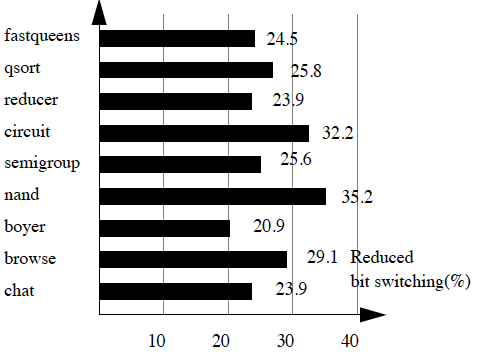 fastqueens 24.5
qsort 25.8
reducer 23.9
circuit 32.2
semigroup 25.6
nand 35.2
boyer 20.9
browse 29.1 Reduced
bit switching(%)
chat 23.9
10 20 30 40